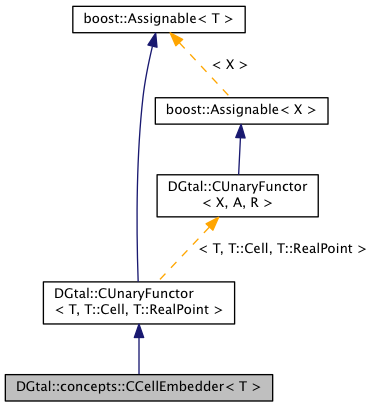 boost::Assignable< T >
< X >
boost::Assignable< X >
DGtal::CUnaryFunctor
< X, A, R >
< T, T::Cell, T::RealPoint >
DGtal::CUnaryFunctor
< T, T::Cell, T::RealPoint >
DGtal::concepts::CCellEmbedder< T >